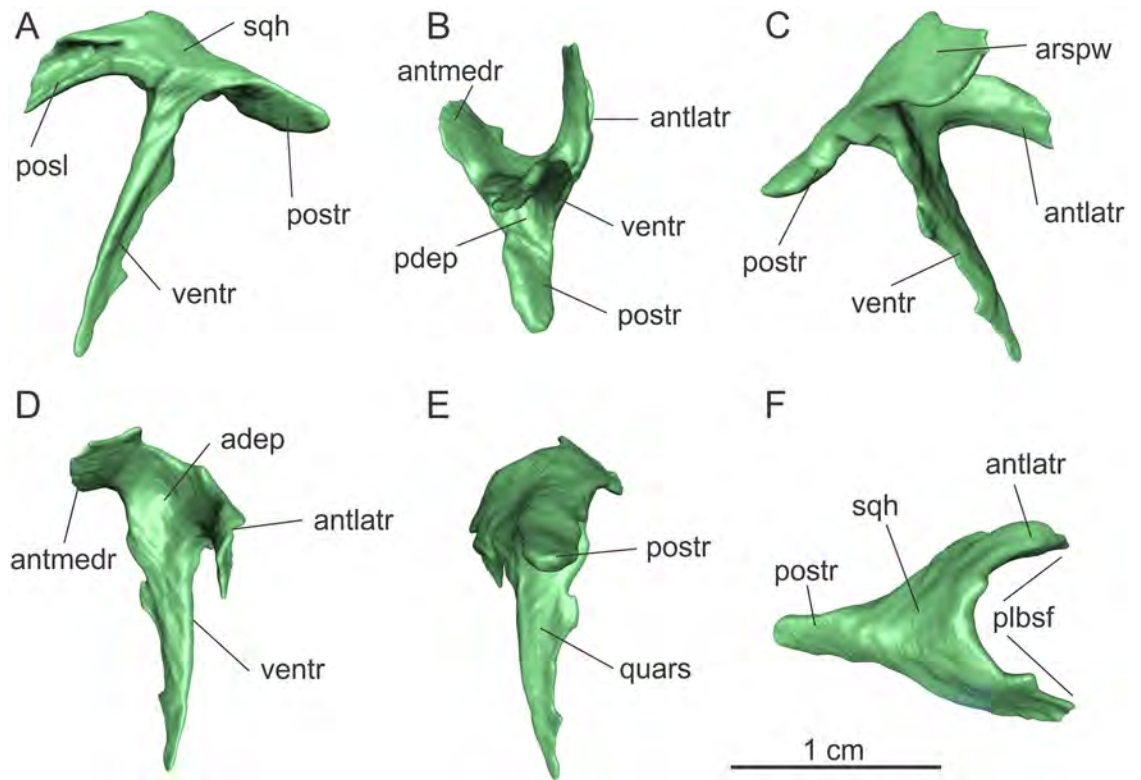 A
sqh
posl
postr
ventr
B
antmedr
antlatr
ventr
pdep
postr
C
arspw
antlatr
postr
ventr
D
adep
antmedr
antlatr
ventr
E
postr
quars
F
antlatr
sqh
postr
plbsf
1 cm